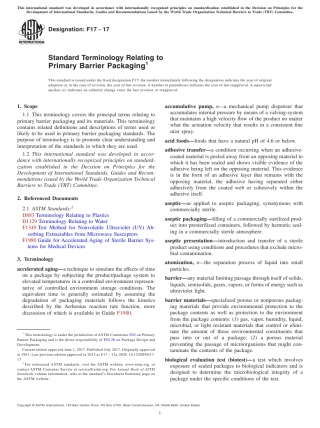 This international standard was developed in accordance with internationally recognized principles on standardization established in the Decision on Principles for the
Development of International Standards, Guides and Recommendations issued by the World Trade Organization Technical Barriers to Trade (TBT) Committee.
Designation: F17 − 17
INTERNATIONAL
Standard Terminology Relating to
Primary Barrier Packaging1
This standard is issued under the fixed designation F17; the number immediately following the designation indicates the year of original
adoption or, in the case of revision, the year of last revision. A number in parentheses indicates the year of last reapproval. A superscript
epsilon (ε) indicates an editorial change since the last revision or reapproval.
1. Scope
1.1 This terminology covers the principal terms relating to
primary barrier packaging and its materials. This terminology
contains related definitions and descriptions of terms used or
likely to be used in primary barrier packaging standards. The
purpose of terminology is to promote clear understanding and
interpretation of the standards in which they are used.
1.2 This international standard was developed in accor-
dance with internationally recognized principles on standard-
ization established in the Decision on Principles for the
Development of International Standards, Guides and Recom-
mendations issued by the World Trade Organization Technical
Barriers to Trade (TBT) Committee.
2. Referenced Documents
2.1 ASTM Standards:2
D883 Terminology Relating to Plastics
D1129 Terminology Relating to Water
F1349 Test Method for Nonvolatile Ultraviolet (UV) Ab-
sorbing Extractables from Microwave Susceptors
F1980 Guide for Accelerated Aging of Sterile Barrier Sys-
tems for Medical Devices
3. Terminology
accelerated aging—a technique to simulate the effects of time
on a package by subjecting the product/package system to
elevated temperatures in a controlled environment represen-
tative of controlled environment storage conditions. The
equivalent time is generally estimated by assuming the
degradation of packaging materials follows the kinetics
described by the Arrhenius reaction rate function, more
discussion of which is available in Guide F1980.
1 This terminology is under the jurisdiction of ASTM Committee F02 on Primary
Barrier Packaging and is the direct responsibility of F02.50 on Package Design and
Development.
Current edition approved June 1, 2017. Published July 2017. Originally approved
in 1961. Last previous edition approved in 2013 as F17 – 13a. DOI: 10.1520/F0017-
17.
2 For referenced ASTM standards, visit the ASTM website, www.astm.org, or
contact ASTM Customer Service at service@astm.org. For Annual Book of ASTM
Standards volume information, refer to the standard's Document Summary page on
the ASTM website.
accumulative pump, n—a mechanical pump dispenser that
accumulates internal pressure by means of a valving system
that maintains a high velocity flow of the product no matter
what the actuation velocity that results in a consistent fine
mist spray.
acid foods—foods that have a natural pH of 4.6 or below.
adhesive transfer—a condition occurring when an adhesive-
coated material is peeled away from an opposing material to
which it has been sealed and shows visible evidence of the
adhesive being left on the opposing material. This evidence
is in the form of an adhesive layer that remains with the
opposing material, the adhesive having separated either
adhesively from the coated web or cohesively within the
adhesive itself.
aseptic—as applied to aseptic packaging, synonymous with
commercially sterile.
aseptic packaging—filling of a commercially sterilized prod-
uct into presterilized containers, followed by hermetic seal-
ing in a commercially sterile atmosphere.
aseptic presentation—introduction and transfer of a sterile
product using conditions and procedures that exclude micro-
bial contamination.
atomization, n—the separation process of liquid into small
particles.
barrier—any material limiting passage through itself of solids,
liquids, semisolids, gases, vapors, or forms of energy such as
ultraviolet light.
barrier materials—specialized porous or nonporous packag-
ing materials that provide environmental protection to the
package contents as well as protection to the environment
from the package contents: (1) gas, vapor, humidity, liquid,
microbial, or light resistant materials that control or elimi-
nate the amount of those environmental constituents that
pass into or out of a package; (2) a porous material
preventing the passage of microorganisms that might con-
taminate the contents of the package.
biological evaluation test (biotest)—a test which involves
exposure of sealed packages to biological indicators and is
designed to determine the microbiological integrity of a
package under the specific conditions of the test.
Copyright © ASTM International, 100 Barr Harbor Drive, PO Box C700, West Conshohocken, PA 19428-2959. United States
1